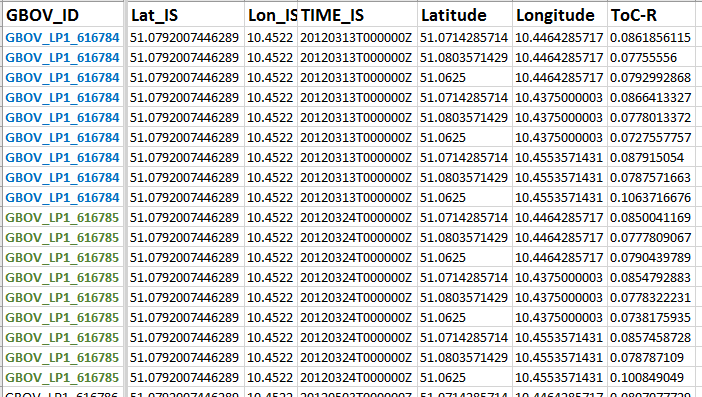 GBOV_ID Lat_IS Lon_IS TIME_IS Latitude Longitude ToC-R
GBOV_LP1_616784 51.0792007446289 10.4522 20120313T000000Z 51.0714285714 10.4464285717 0.0861856115
GBOV_LP1_616784 51.0792007446289 10.4522 20120313T000000Z 51.0803571429 10.4464285717 0.07755556
GBOV_LP1_616784 51.0792007446289 10.4522 20120313T000000Z 51.0625 10.4464285717 0.0792992868
GBOV_LP1_616784 51.0792007446289 10.4522 20120313T000000Z 51.0714285714 10.4375000003 0.0866413327
GBOV_LP1_616784 51.0792007446289 10.4522 20120313T000000Z 51.0803571429 10.4375000003 0.0778013372
GBOV_LP1_616784 51.0792007446289 10.4522 20120313T000000Z 51.0625 10.4375000003 0.0727557757
GBOV_LP1_616784 51.0792007446289 10.4522 20120313T000000Z 51.0714285714 10.4553571431 0.087915054
GBOV_LP1_616784 51.0792007446289 10.4522 20120313T000000Z 51.0803571429 10.4553571431 0.0787571663
GBOV_LP1_616784 51.0792007446289 10.4522 20120313T000000Z 51.0625 10.4553571431 0.1063716676
GBOV_LP1_616785 51.0792007446289 10.4522 20120324T000000Z 51.0714285714 10.4464285717 0.0850041169
GBOV_LP1_616785 51.0792007446289 10.4522 20120324T000000Z 51.0803571429 10.4464285717 0.0777809067
GBOV_LP1_616785 51.0792007446289 10.4522 20120324T000000Z 51.0625 10.4464285717 0.0790439789
GBOV_LP1_616785 51.0792007446289 10.4522 20120324T000000Z 51.0714285714 10.4375000003 0.0854792883
GBOV_LP1_616785 51.0792007446289 10.4522 20120324T000000Z 51.0803571429 10.4375000003 0.0778322231
GBOV_LP1_616785 51.0792007446289 10.4522 20120324T000000Z 51.0625 10.4375000003 0.0738175935
GBOV_LP1_616785 51.0792007446289 10.4522 20120324T000000Z 51.0714285714 10.4553571431 0.0857458728
GBOV_LP1_616785 51.0792007446289 10.4522 20120324T000000Z 51.0803571429 10.4553571431 0.078787109
GBOV_LP1_616785 51.0792007446289 10.4522 20120324T000000Z 51.0625 10.4553571431 0.100849049